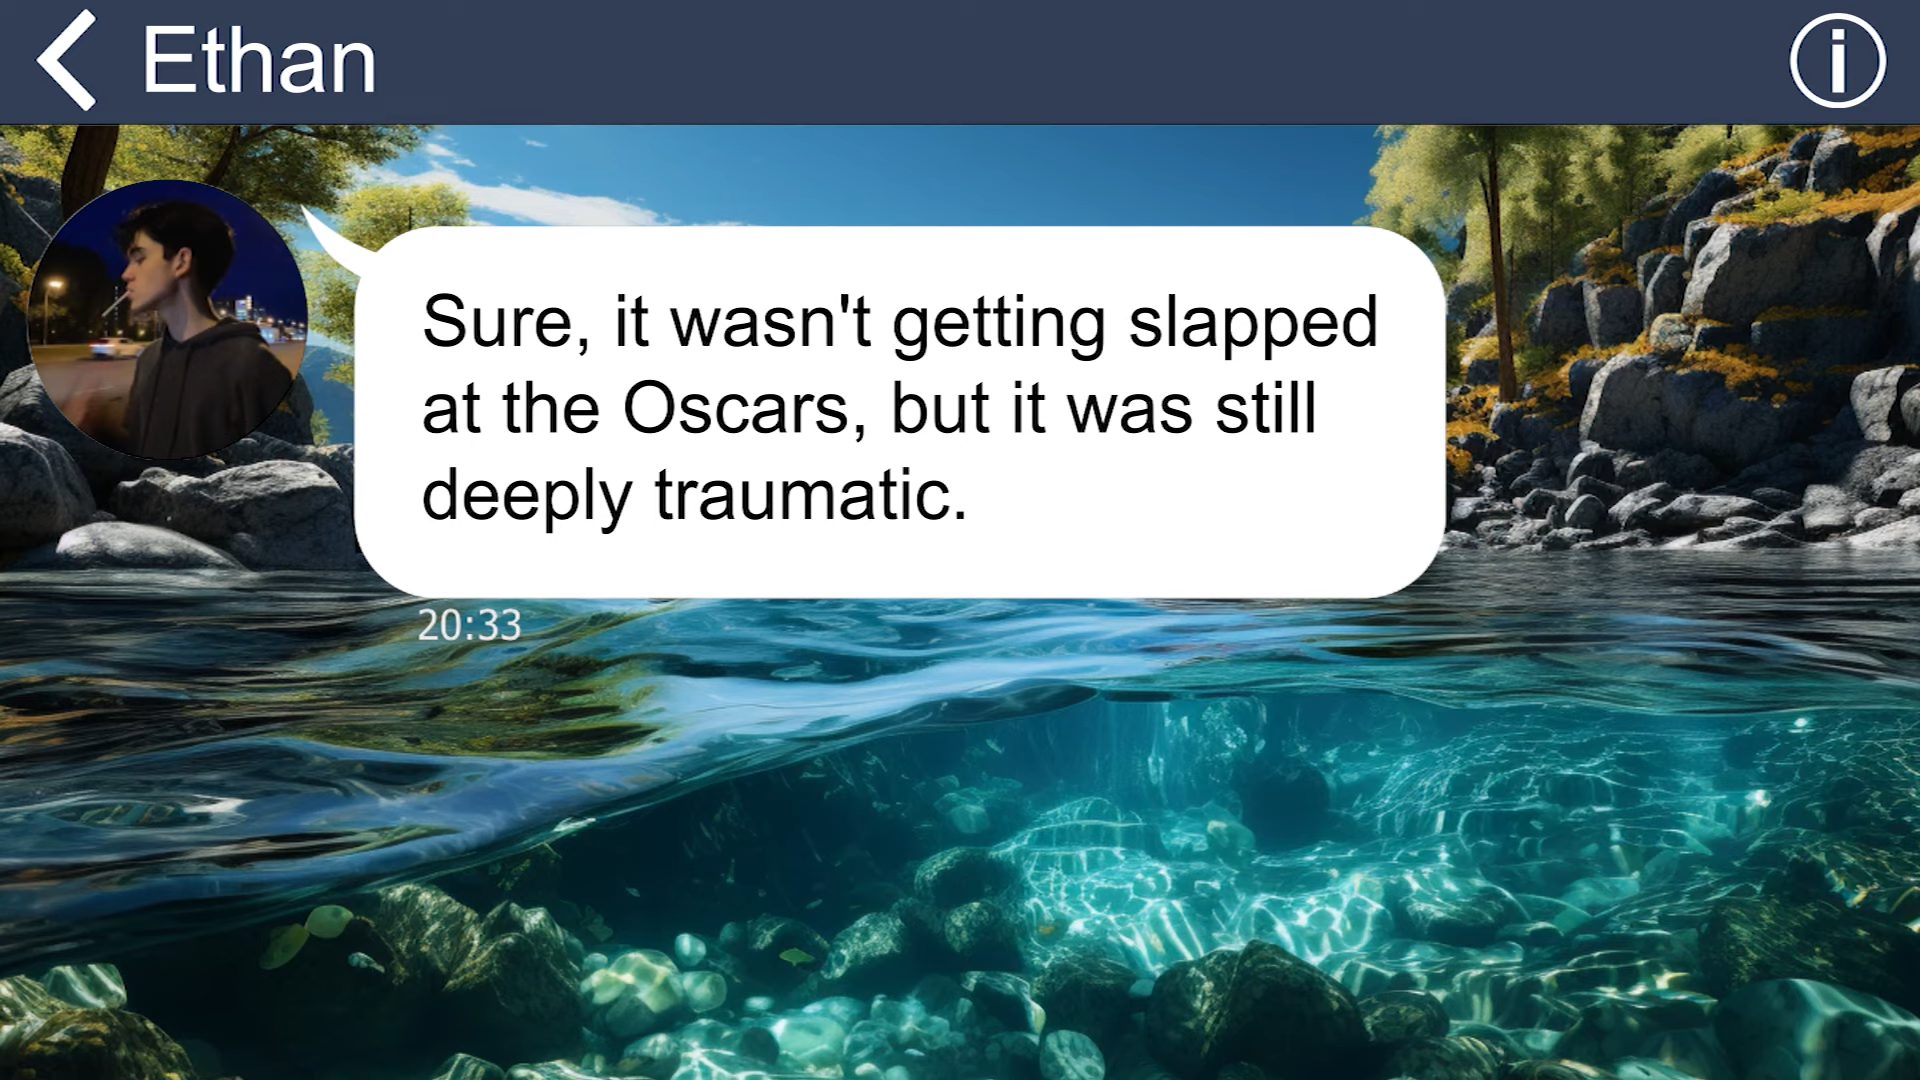 Ethan
Sure, it wasn't getting slapped
at the Oscars, but it was still
deeply traumatic.
20:33